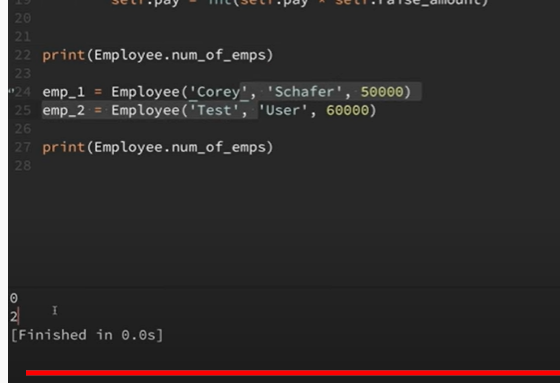 19 self.pay = int(self.pay * self.raise_amount)
20
21
22 print(Employee.num_of_emps)
23
24 emp_1 = Employee('Corey', 'Schafer', 50000)
25 emp_2 = Employee('Test', 'User', 60000)
26
27 print(Employee.num_of_emps)
28
0
2
[Finished in 0.0s]